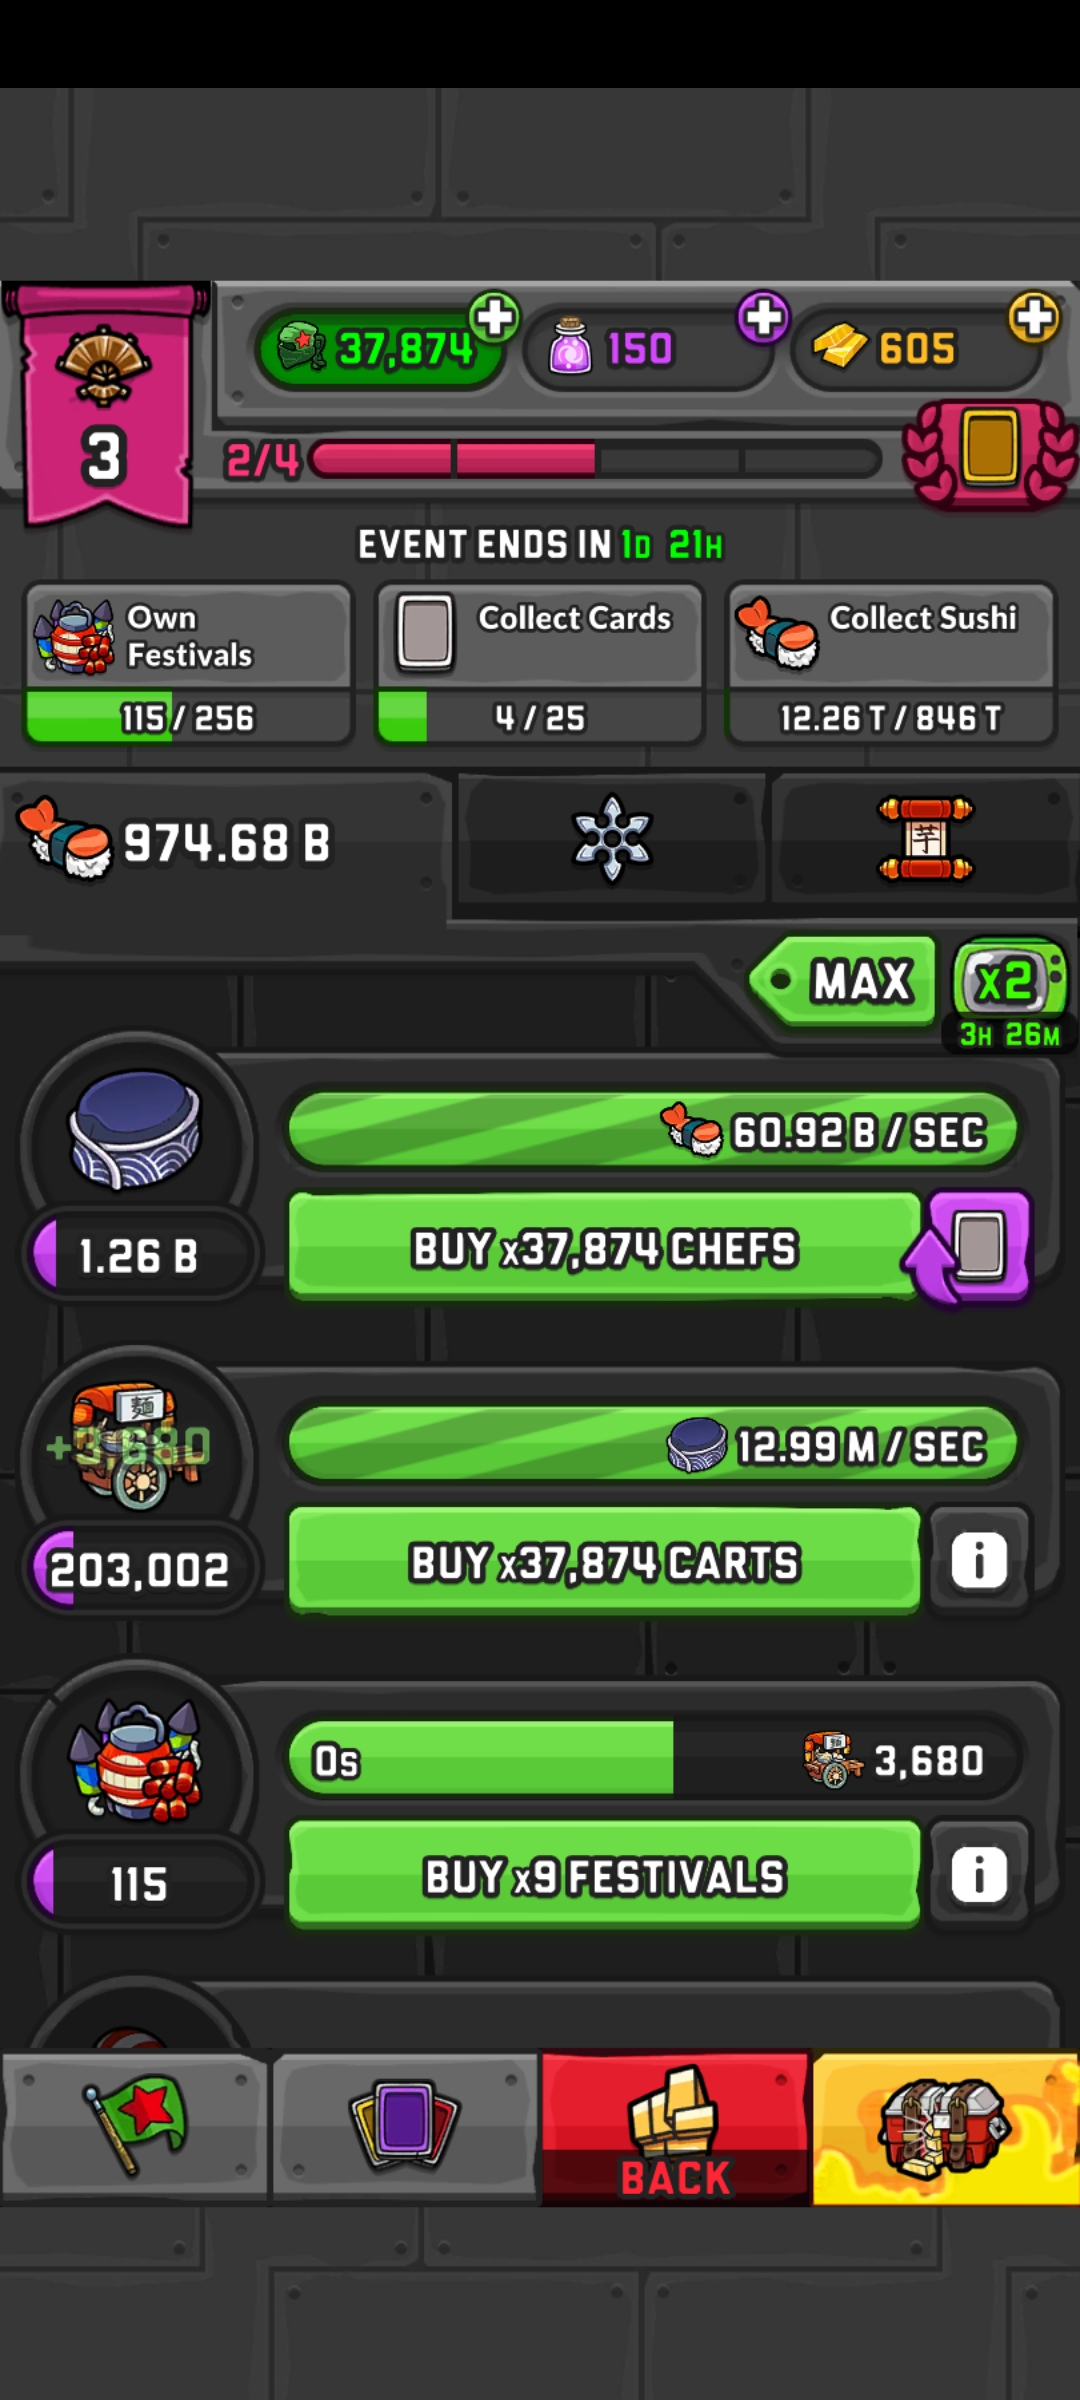 37,874
150
605
3
2/4
EVENT ENDS IN 1D 21H
Own
Festivals
115 / 256
Collect Cards
4 / 25
Collect Sushi
12.26 T / 846 T
974.68 B
芋
MAX
x2
3H 26M
60.92 B / SEC
1.26 B
BUY x37,874 CHEFS
麺
+3,680
12.99 M / SEC
203,002
BUY x37,874 CARTS
i
0s
3,680
115
BUY x9 FESTIVALS
i
BACK